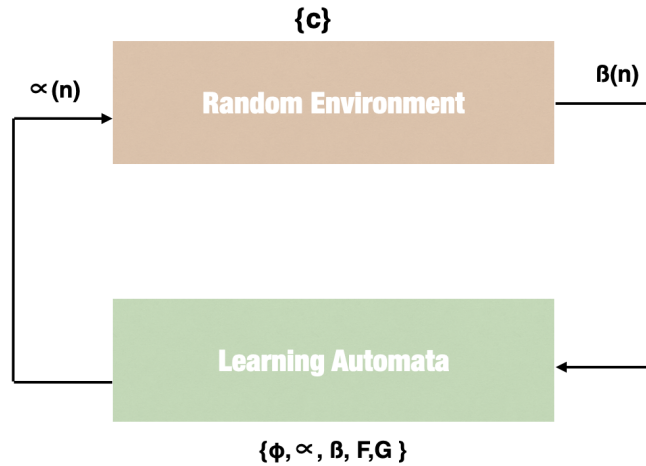 {c}
∝(n)
ß(n)
Random Environment
Learning Automata
{ϕ, ∝, ß, F,G }